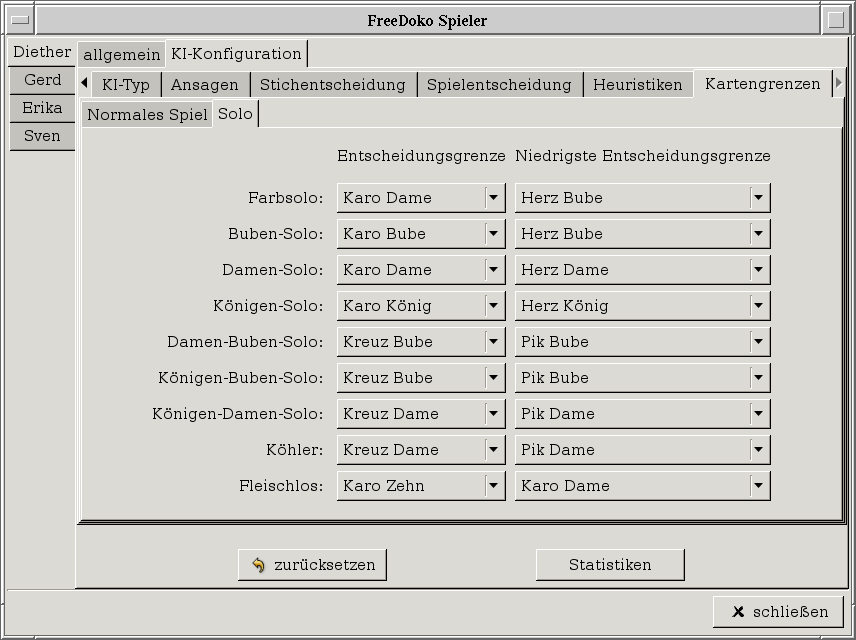 FreeDoko Spieler
Diether allgemein KI-Konfiguration
Gerd KI-Typ Ansagen Stichentscheidung Spielentscheidung Heuristiken Kartengrenzen
Erika Normales Spiel Solo
Sven
Entscheidungsgrenze Niedrigste Entscheidungsgrenze
Farbsolo: Karo Dame Herz Bube
Buben-Solo: Karo Bube Herz Bube
Damen-Solo: Karo Dame Herz Dame
Königen-Solo: Karo König Herz König
Damen-Buben-Solo: Kreuz Bube Pik Bube
Königen-Buben-Solo: Kreuz Bube Pik Bube
Königen-Damen-Solo: Kreuz Dame Pik Dame
Köhler: Kreuz Dame Pik Dame
Fleischlos: Karo Zehn Karo Dame
zurücksetzen Statistiken
schließen